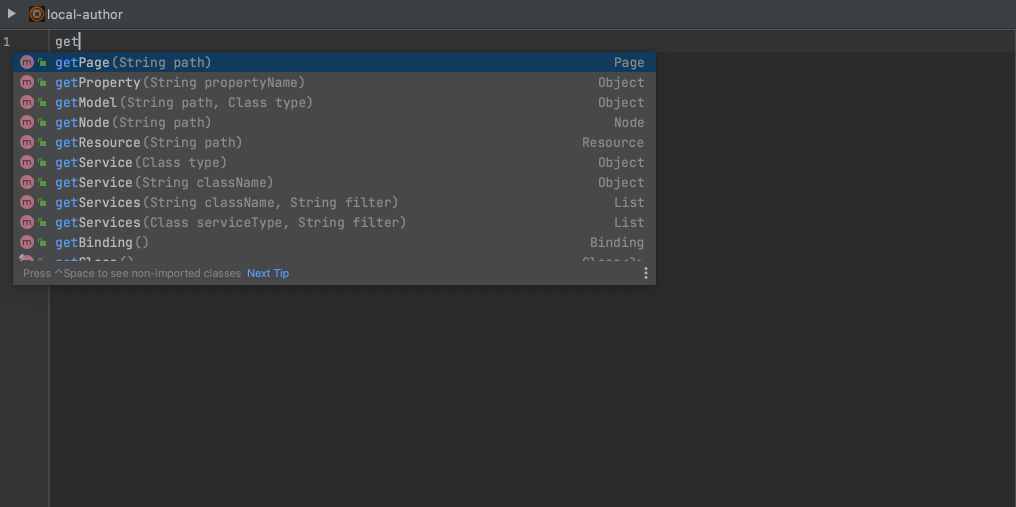 local-author
1 get
m getPage(String path) Page
m getProperty(String propertyName) Object
m getModel(String path, Class type) Object
m getNode(String path) Node
m getResource(String path) Resource
m getService(Class type) Object
m getService(String className) Object
m getServices(String className, String filter) List
m getServices(Class serviceType, String filter) List
m getBinding() Binding
getClass() Class<?>
Press ^Space to see non-imported classes Next Tip